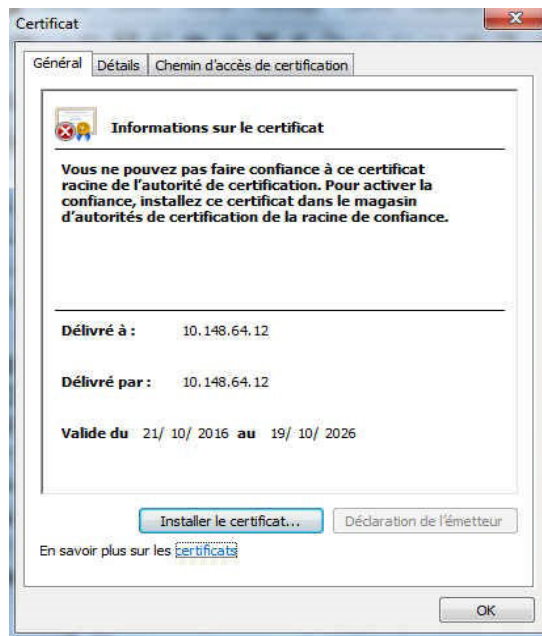 Certificat
Général
Détails
Chemin d'accès de certification
Informations sur le certificat
Vous ne pouvez pas faire confiance à ce certificat
racine de l'autorité de certification. Pour activer la
confiance, installez ce certificat dans le magasin
d'autorités de certification de la racine de confiance.
Délivré à : 10.148.64.12
Délivré par : 10.148.64.12
Valide du 21/ 10/ 2016 au 19/ 10/ 2026
Installer le certificat...
Déclaration de l'émetteur
En savoir plus sur les certificats
OK